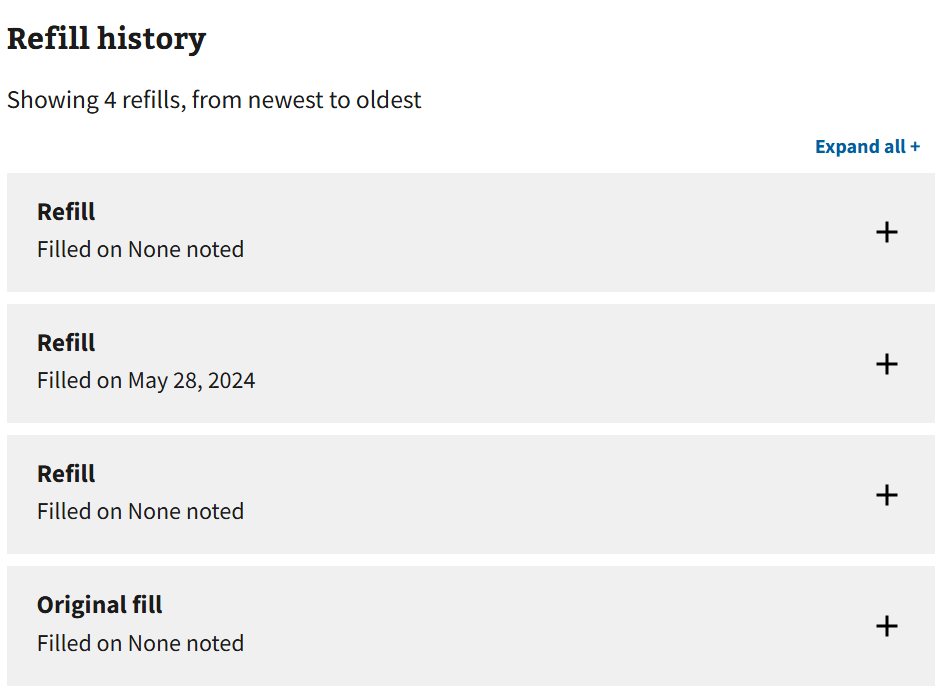 Refill history
Showing 4 refills, from newest to oldest
Expand all +
Refill
Filled on None noted
Refill
Filled on May 28, 2024
Refill
Filled on None noted
Original fill
Filled on None noted